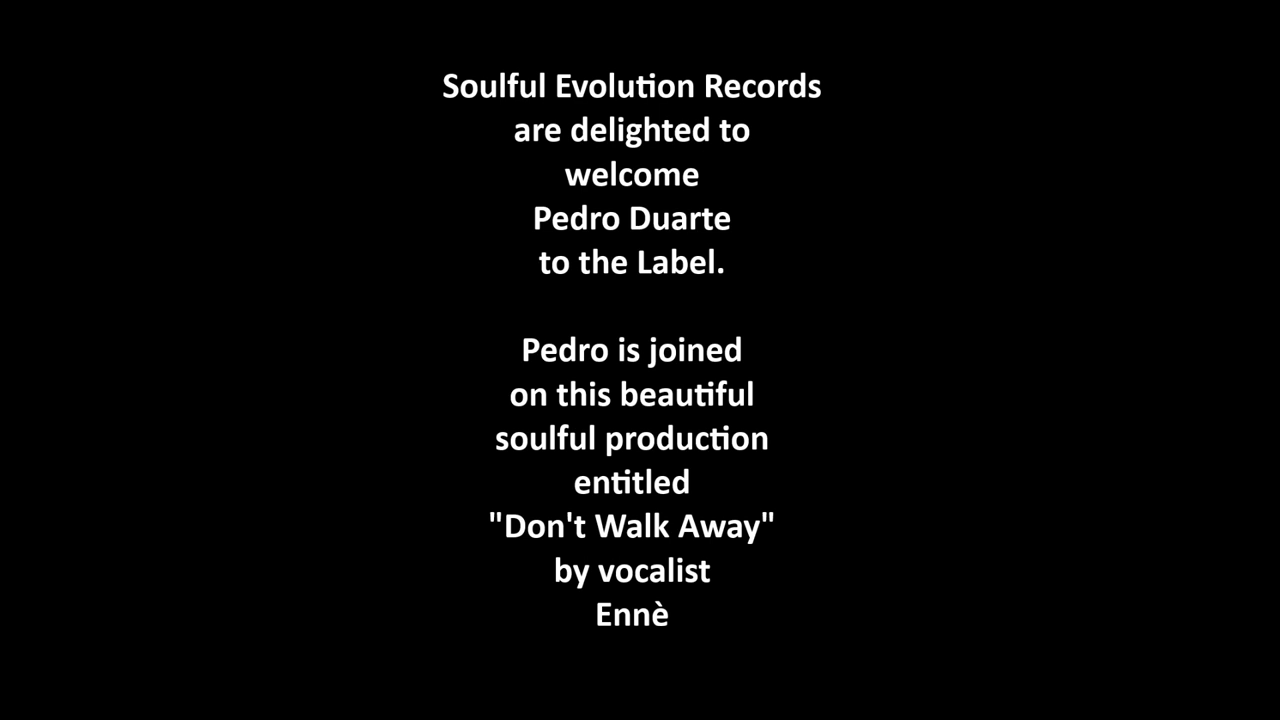 Soulful Evolution Records
are delighted to
welcome
Pedro Duarte
to the Label.
Pedro is joined
on this beautiful
soulful production
entitled
"Don't Walk Away"
by vocalist
Ennè